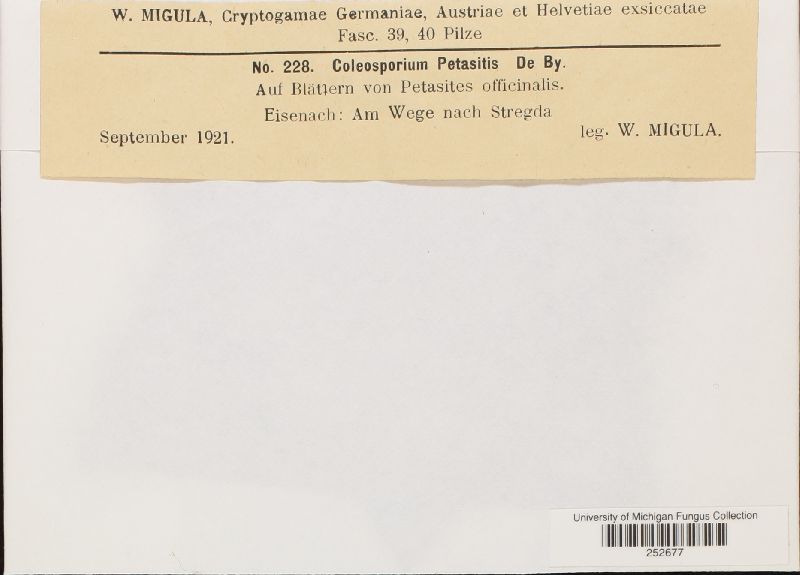 W. MIGULA, Cryptogamae Germaniae, Austriae et Helvetiae exsiccatae
Fasc. 39, 40 Pilze
No. 228. Coleosporium Petasitis De By.
Auf Blättern von Petasites officinalis.
Eisenach: Am Wege nach Stregda
September 1921. leg. W. MIGULA.
University of Michigan Fungus Collection
252677